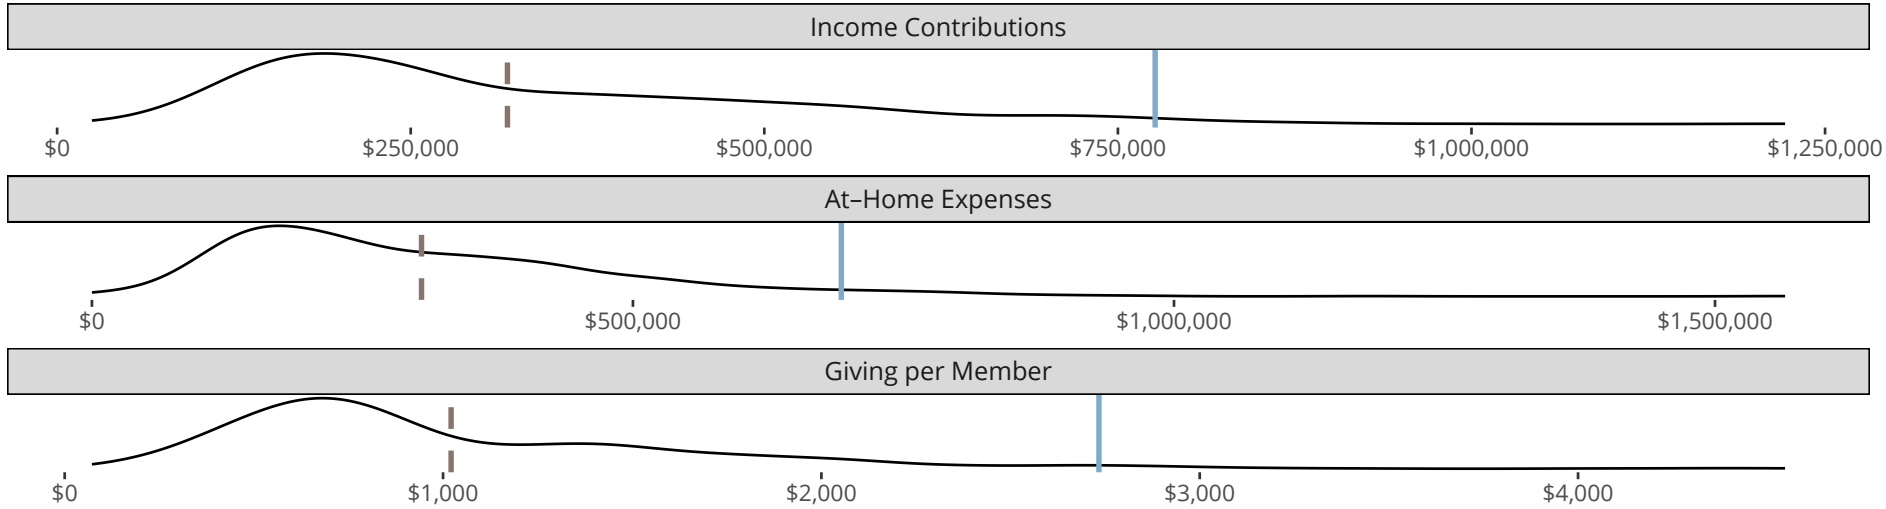 Income Contributions
$0 $250,000 $500,000 $750,000 $1,000,000 $1,250,000
At–Home Expenses
$0 $500,000 $1,000,000 $1,500,000
Giving per Member
$0 $1,000 $2,000 $3,000 $4,000